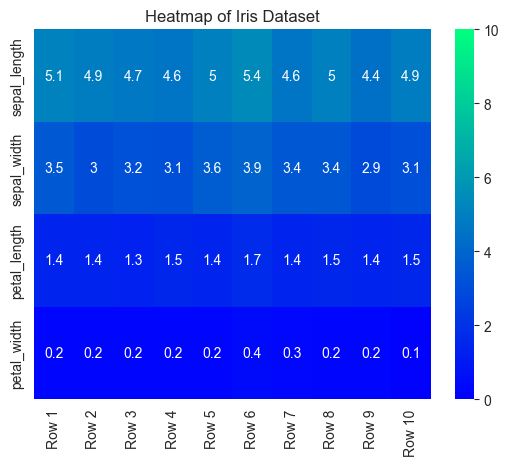 Heatmap of Iris Dataset
sepal_length
5.1 4.9 4.7 4.6 5 5.4 4.6 5 4.4 4.9
sepal_width
3.5 3 3.2 3.1 3.6 3.9 3.4 3.4 2.9 3.1
petal_length
1.4 1.4 1.3 1.5 1.4 1.7 1.4 1.5 1.4 1.5
petal_width
0.2 0.2 0.2 0.2 0.2 0.4 0.3 0.2 0.2 0.1
Row 1 Row 2 Row 3 Row 4 Row 5 Row 6 Row 7 Row 8 Row 9 Row 10
10
8
6
4
2
0